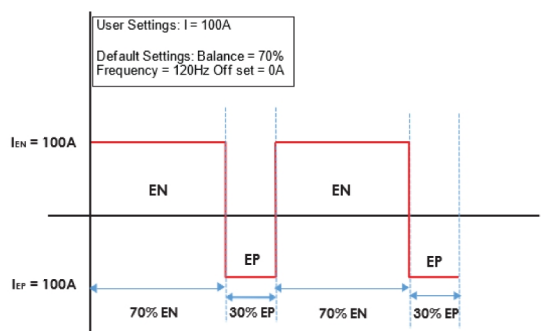 User Settings: I = 100A
Default Settings: Balance = 70%
Frequency = 120Hz Off set = 0A
IEN = 100A
EN
EN
EP
EP
IEP = 100A
70% EN
30% EP
70% EN
30% EP